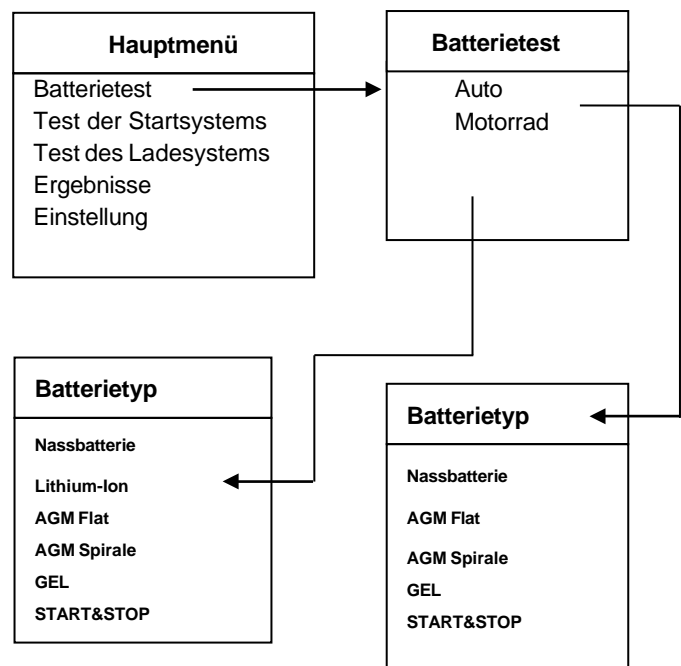 Hauptmenü
Batterietest
Test der Startsystems
Test des Ladesystems
Ergebnisse
Einstellung
Batterietest
Auto
Motorrad
Batterietyp
Nassbatterie
Lithium-Ion
AGM Flat
AGM Spirale
GEL
START&STOP
Batterietyp
Nassbatterie
AGM Flat
AGM Spirale
GEL
START&STOP